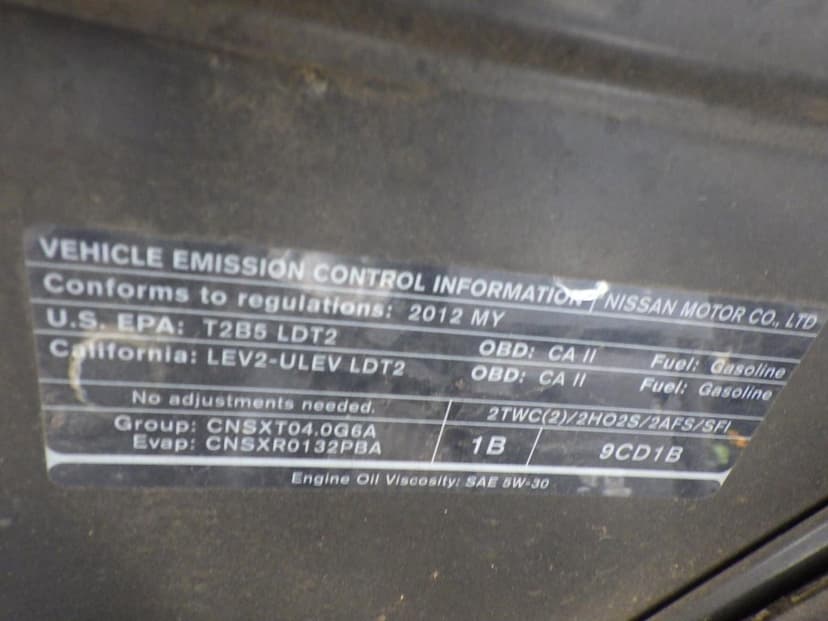 VEHICLE EMISSION CONTROL INFORMATION / NISSAN MOTOR CO., LTD
Conforms to regulations: 2012 MY
U.S. EPA: T2B5 LDT2 OBD: CA II Fuel: Gasoline
California: LEV2-ULEV LDT2 OBD: CA II Fuel: Gasoline
No adjustments needed. 2TWC(2)/2HO2S/2AFS/SFI
Group: CNSXT04.0G6A
Evap: CNSXR0132PBA 1B 9CD1B
Engine Oil Viscosity: SAE 5W-30